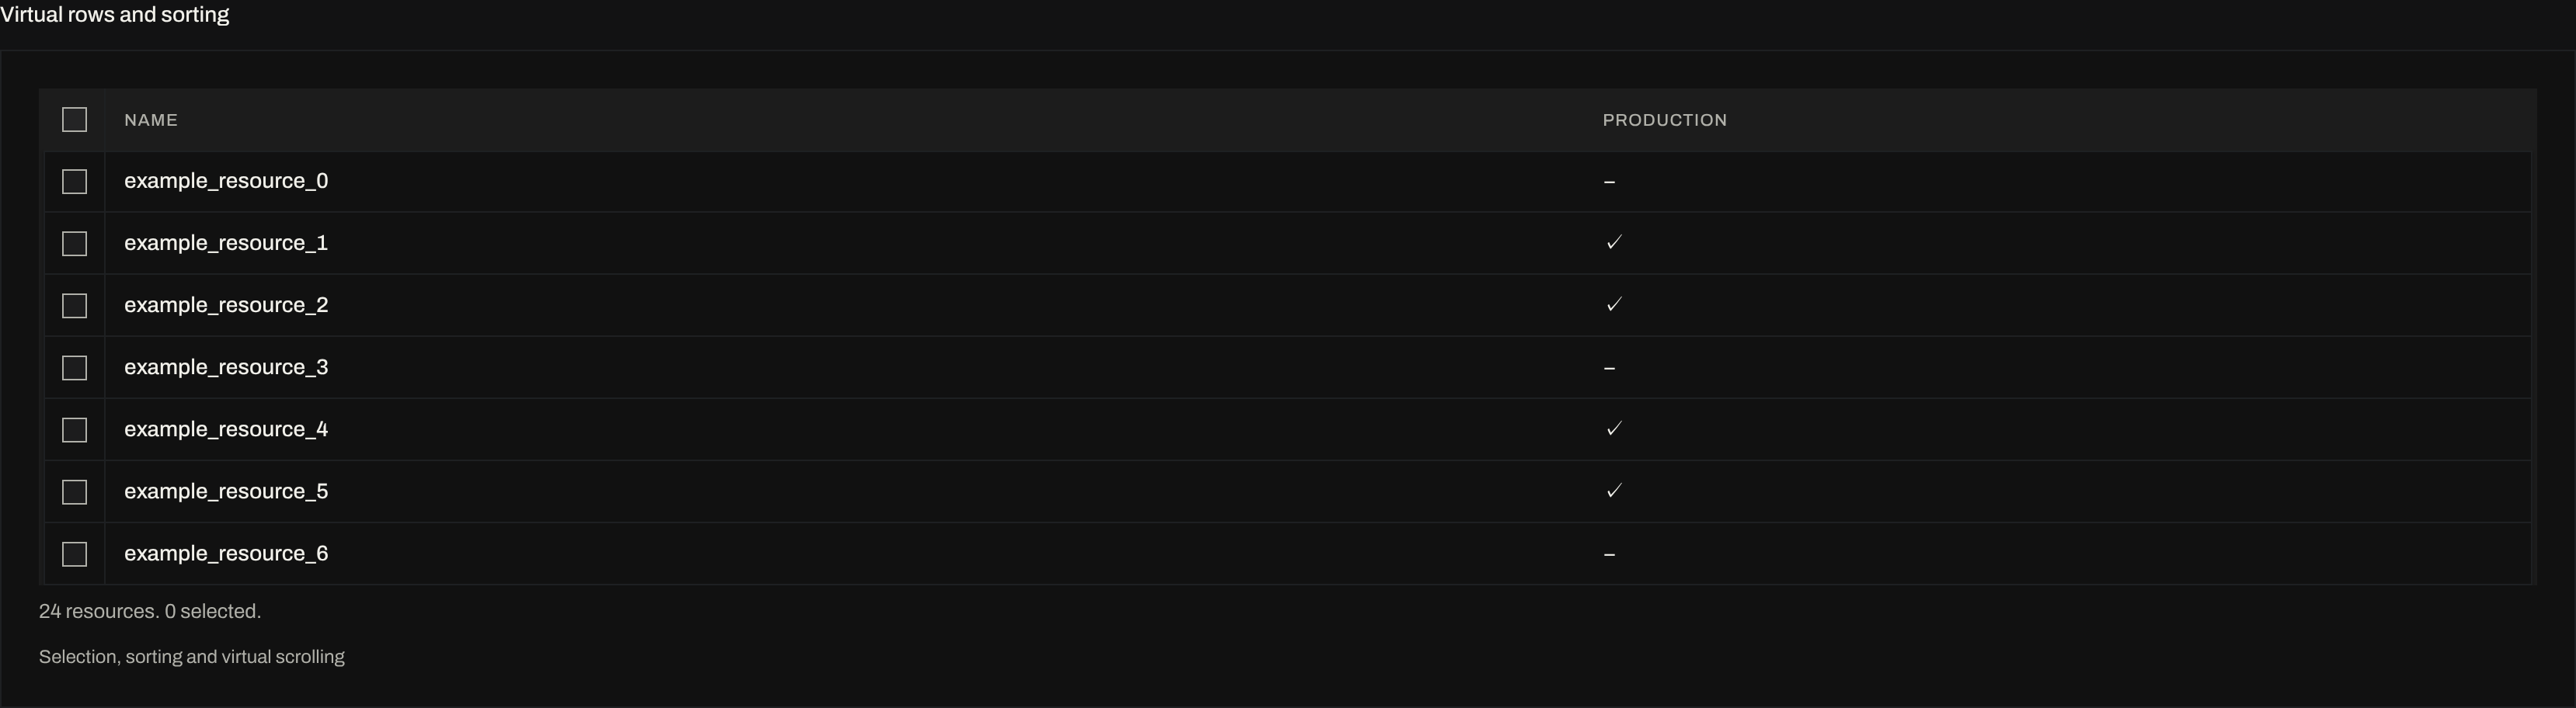 Virtual rows and sorting
NAME PRODUCTION
example_resource_0 –
example_resource_1 ✓
example_resource_2 ✓
example_resource_3 –
example_resource_4 ✓
example_resource_5 ✓
example_resource_6 –
24 resources. 0 selected.
Selection, sorting and virtual scrolling